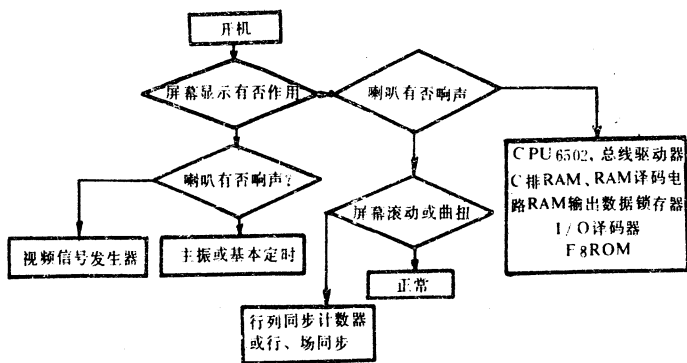 开机
屏幕显示有否作用
喇叭有否响声
喇叭有否响声?
屏幕滚动或曲扭
CPU6502、总线驱动器
C排RAM、RAM译码电
路RAM输出数据锁存器
I/O译码器
F8ROM
视频信号发生器
主振或基本定时
正常
行列同步计数器
或行、场同步